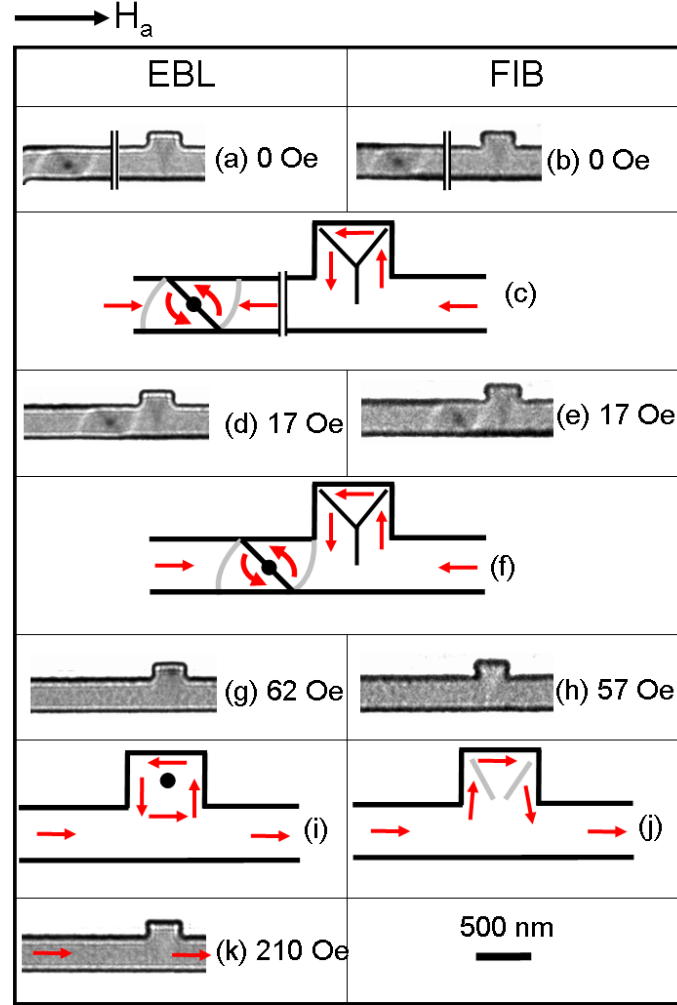 Hₐ
EBL FIB
(a) 0 Oe (b) 0 Oe
(c)
(d) 17 Oe (e) 17 Oe
(f)
(g) 62 Oe (h) 57 Oe
(i) (j)
(k) 210 Oe 500 nm